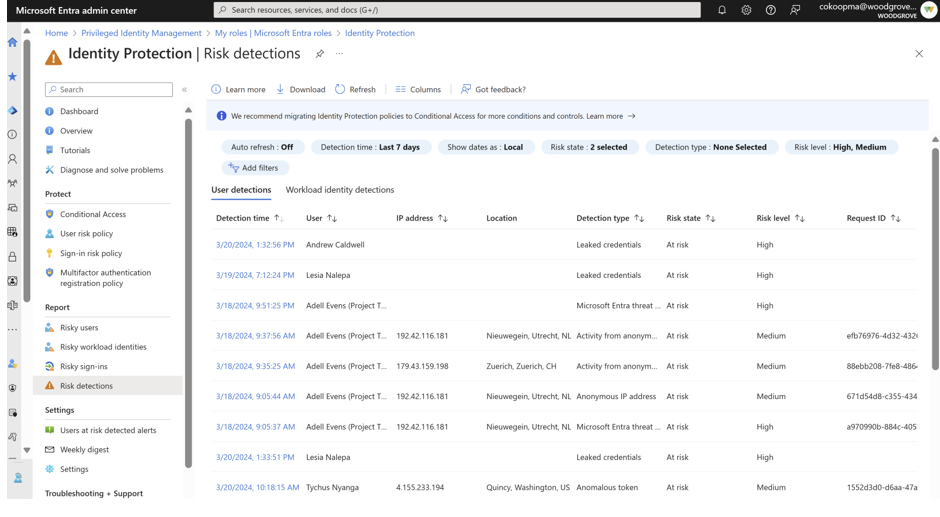 Microsoft Entra admin center
Search resources, services, and docs (G+/)
cokoopma@woodgrove...
WOODGROVE
Home > Privileged Identity Management > My roles | Microsoft Entra roles > Identity Protection
Identity Protection | Risk detections
Search
Dashboard
Overview
Tutorials
Diagnose and solve problems
Protect
Conditional Access
User risk policy
Sign-in risk policy
Multifactor authentication
registration policy
Report
Risky users
Risky workload identities
Risky sign-ins
Risk detections
Settings
Users at risk detected alerts
Weekly digest
Settings
Troubleshooting + Support
Learn more Download Refresh Columns Got feedback?
We recommend migrating Identity Protection policies to Conditional Access for more conditions and controls. Learn more →
Auto refresh : Off Detection time : Last 7 days Show dates as : Local Risk state : 2 selected Detection type : None Selected Risk level : High, Medium
Add filters
User detections Workload identity detections
Detection time User IP address Location Detection type Risk state Risk level Request ID
3/20/2024, 1:32:56 PM Andrew Caldwell Leaked credentials At risk High
3/19/2024, 7:12:24 PM Lesia Nalepa Leaked credentials At risk High
3/18/2024, 9:51:25 PM Adell Evens (Project T... Microsoft Entra threat ... At risk High
3/18/2024, 9:37:56 AM Adell Evens (Project T... 192.42.116.181 Nieuwegein, Utrecht, NL Activity from anonym... At risk Medium efb76976-4d32-432
3/18/2024, 9:35:25 AM Adell Evens (Project T... 179.43.159.198 Zuerich, Zuerich, CH Activity from anonym... At risk Medium 88ebb208-7fe8-486
3/18/2024, 9:05:44 AM Adell Evens (Project T... 192.42.116.181 Nieuwegein, Utrecht, NL Anonymous IP address At risk Medium 671d54d8-c355-434
3/18/2024, 9:05:37 AM Adell Evens (Project T... 192.42.116.181 Nieuwegein, Utrecht, NL Microsoft Entra threat ... At risk High a970990b-884c-405
3/20/2024, 1:33:51 PM Lesia Nalepa Leaked credentials At risk High
3/20/2024, 10:18:15 AM Tychus Nyanga 4.155.233.194 Quincy, Washington, US Anomalous token At risk Medium 1552d3d0-d6aa-47a